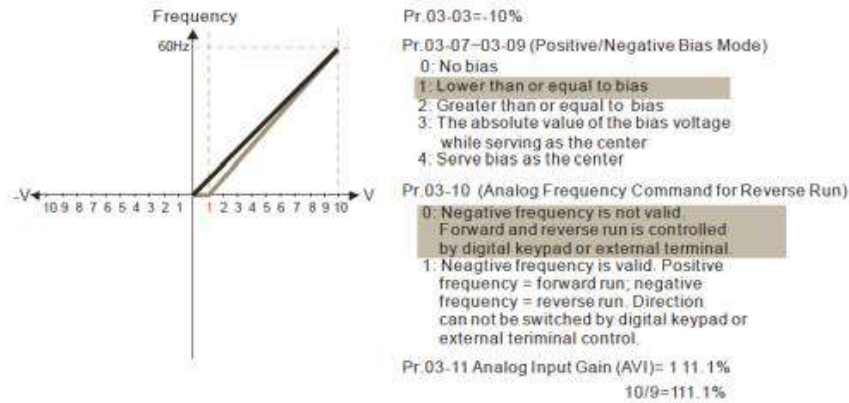 Frequency
60Hz
-V
10 9 8 7 6 5 4 3 2 1
1 2 3 4 5 6 7 8 9 10
V
Pr.03-03=-10%
Pr.03-07~03-09 (Positive/Negative Bias Mode)
0: No bias
1: Lower than or equal to bias
2: Greater than or equal to bias
3: The absolute value of the bias voltage
while serving as the center
4: Serve bias as the center
Pr.03-10 (Analog Frequency Command for Reverse Run)
0: Negative frequency is not valid.
Forward and reverse run is controlled
by digital keypad or external terminal.
1: Neagtive frequency is valid. Positive
frequency = forward run; negative
frequency = reverse run. Direction
can not be switched by digital keypad or
external teriminal control.
Pr.03-11 Analog Input Gain (AVI)= 1 11.1%
10/9=111.1%